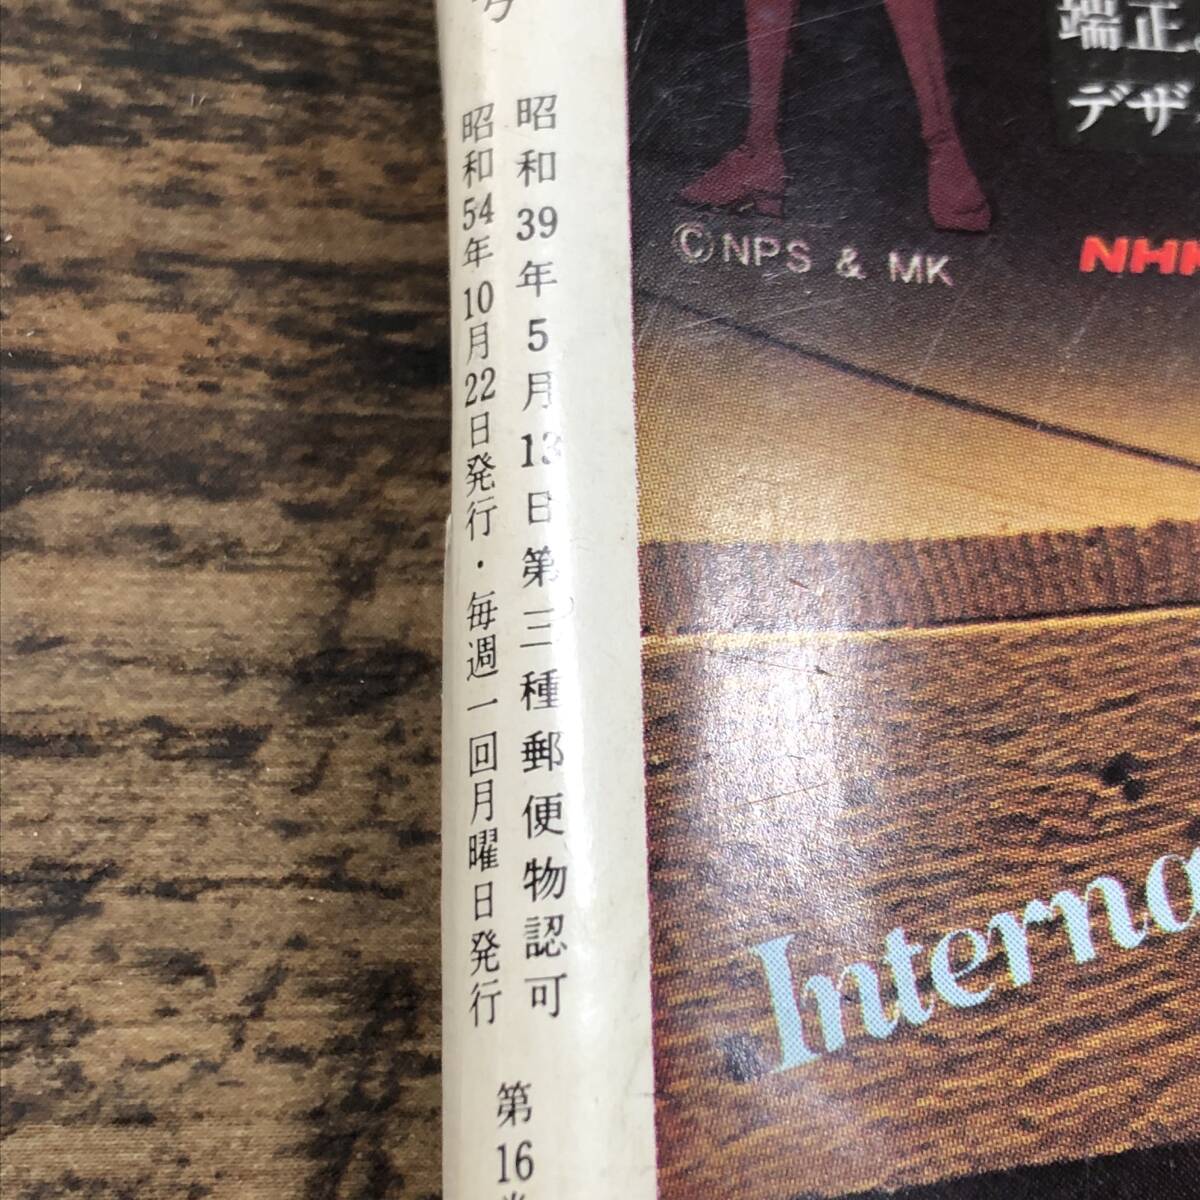 号
昭和39年5月13日第三種郵便物認可
昭和54年10月22日発行・毎週一回月曜日発行
第16
端正
デザ
©NPS & MK
NHK
Interna